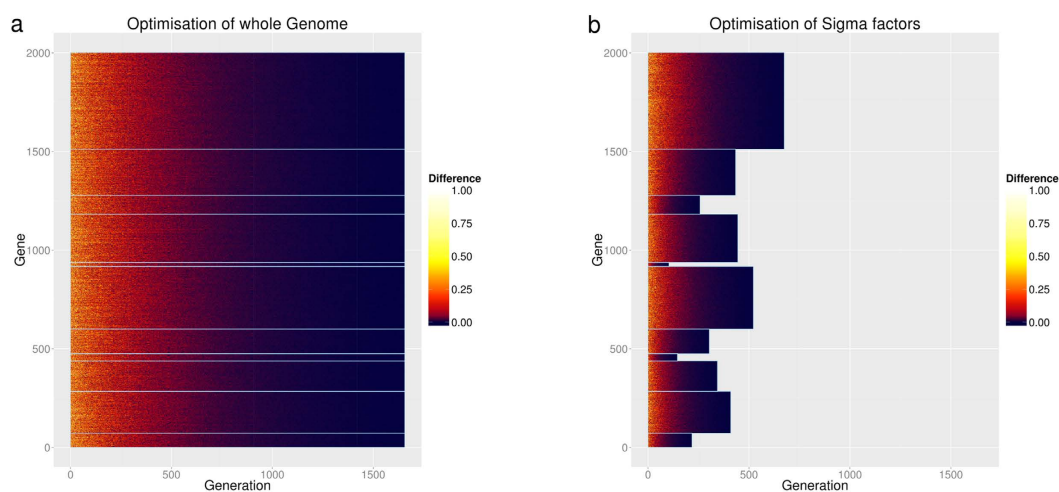 a
Optimisation of whole Genome
Gene
2000
1500
1000
500
0
0 500 1000 1500
Generation
Difference
1.00
0.75
0.50
0.25
0.00
b
Optimisation of Sigma factors
2000
1500
1000
500
0
0 500 1000 1500
Generation
Difference
1.00
0.75
0.50
0.25
0.00